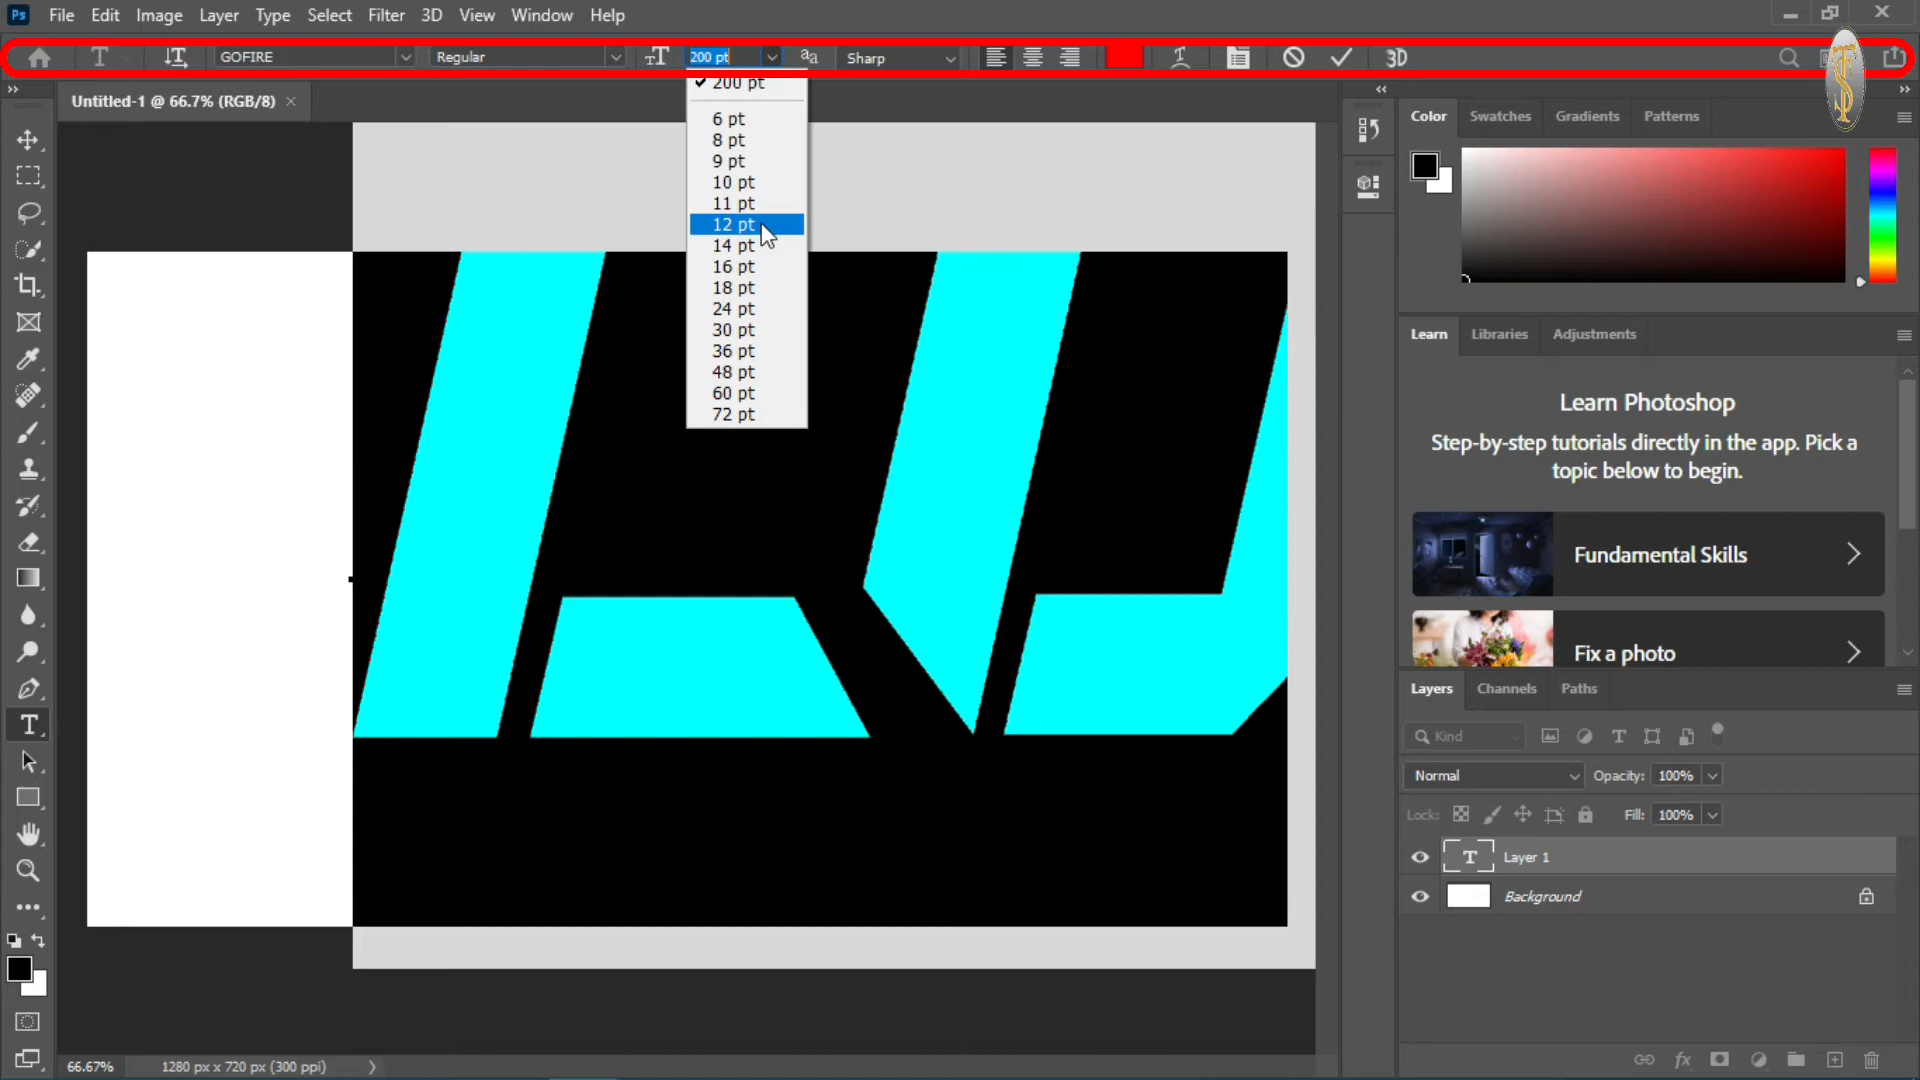 Ps File Edit Image Layer Type Select Filter 3D View Window Help
GOFIRE Regular 200 pt aa Sharp 3D
Untitled-1 @ 66.7% (RGB/8)
200 pt
6 pt
8 pt
9 pt
10 pt
11 pt
12 pt
14 pt
16 pt
18 pt
24 pt
30 pt
36 pt
48 pt
60 pt
72 pt
Color Swatches Gradients Patterns
Learn Libraries Adjustments
Learn Photoshop
Step-by-step tutorials directly in the app. Pick a
topic below to begin.
Fundamental Skills
Fix a photo
Layers Channels Paths
Kind
Normal Opacity: 100%
Lock: Fill: 100%
T Layer 1
Background
fx
66.67% 1280 px x 720 px (300 ppi)